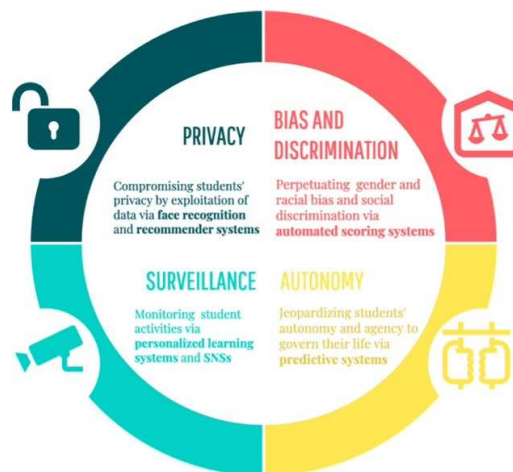 PRIVACY
Compromising students'
privacy by exploitation of
data via face recognition
and recommender systems
BIAS AND
DISCRIMINATION
Perpetuating gender and
racial bias and social
discrimination via
automated scoring systems
SURVEILLANCE
Monitoring student
activities via
personalized learning
systems and SNSs
AUTONOMY
Jeopardizing students'
autonomy and agency to
govern their life via
predictive systems